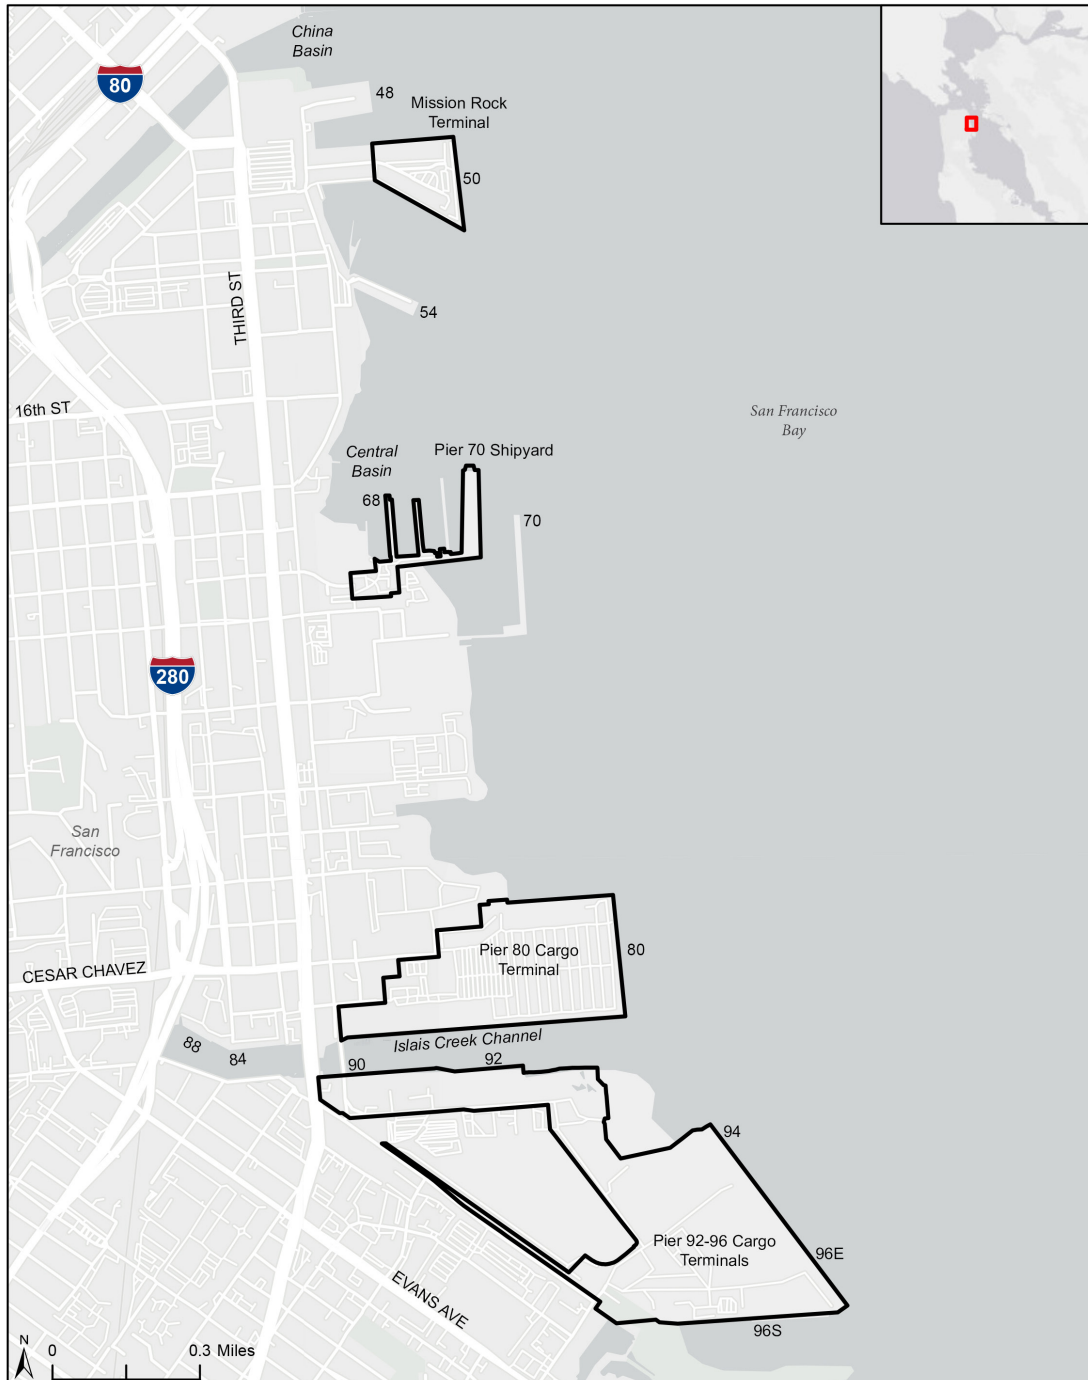 China
Basin
80
48
Mission Rock
Terminal
50
THIRD ST
54
16th ST
San Francisco
Bay
Central
Basin
Pier 70 Shipyard
68
70
280
San
Francisco
Pier 80 Cargo
Terminal
80
CESAR CHAVEZ
Islais Creek Channel
88
84
90
92
94
Pier 92-96 Cargo
Terminals
96E
EVANS AVE
96S
N
0
0.3 Miles